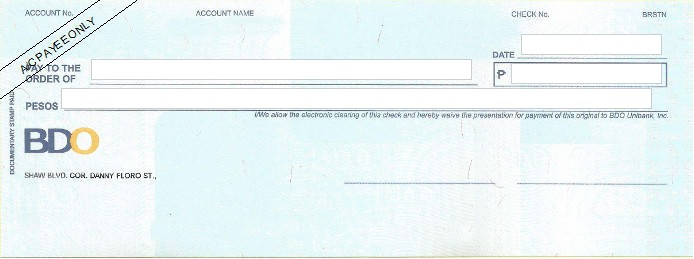 ACCOUNT No. ACCOUNT NAME CHECK No. BRSTN
A/C PAYEE ONLY
DATE
PAY TO THE
ORDER OF
₱
PESOS
I/We allow the electronic clearing of this check and hereby waive the presentation for payment of this original to BDO Unibank, Inc.
DOCUMENTARY STAMP PAID
BDO
SHAW BLVD. COR. DANNY FLORO ST.,